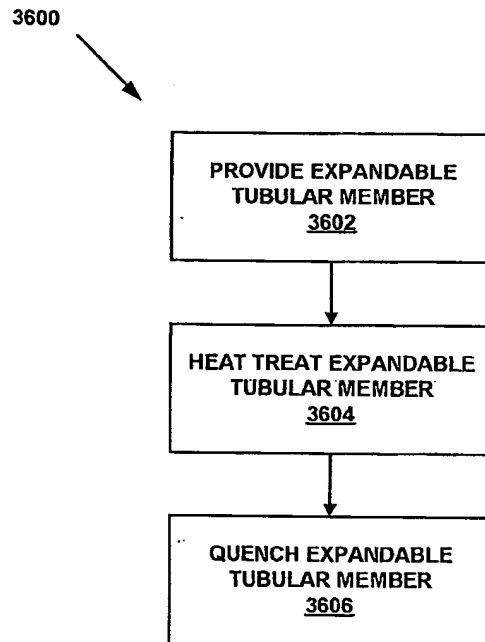 3600
PROVIDE EXPANDABLE
TUBULAR MEMBER
3602
HEAT TREAT EXPANDABLE
TUBULAR MEMBER
3604
QUENCH EXPANDABLE
TUBULAR MEMBER
3606